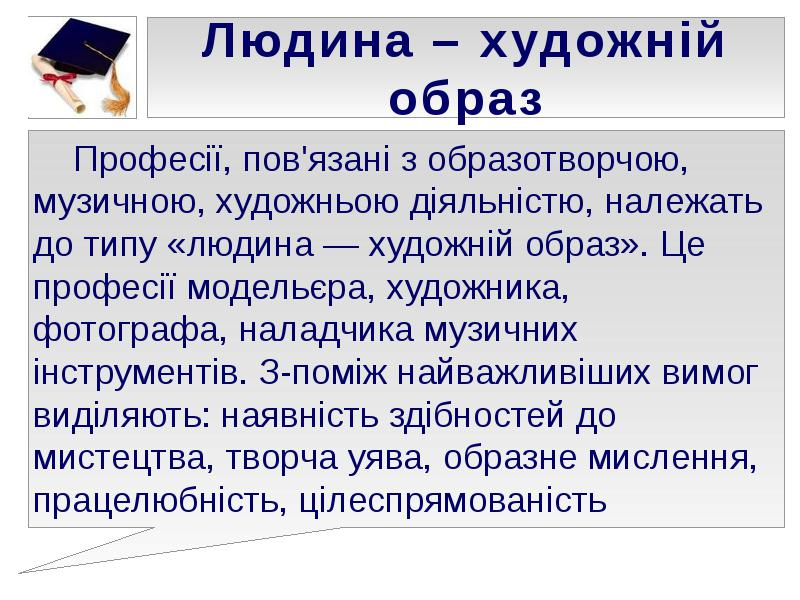 Людина – художній
образ
Професії, пов'язані з образотворчою,
музичною, художньою діяльністю, належать
до типу «людина — художній образ». Це
професії модельєра, художника,
фотографа, наладчика музичних
інструментів. З-поміж найважливіших вимог
виділяють: наявність здібностей до
мистецтва, творча уява, образне мислення,
працелюбність, цілеспрямованість